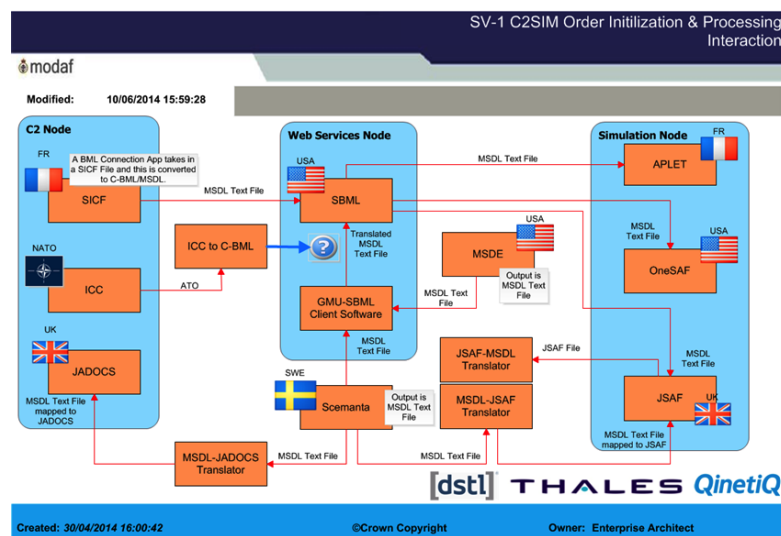 SV-1 C2SIM Order Initilization & Processing
Interaction
modaf
Modified: 10/06/2014 15:59:28
C2 Node
FR
A BML Connection App takes in
a SICF File and this is converted
to C-BML/MSDL.
SICF
MSDL Text File
NATO
ICC
ATO
ICC to C-BML
UK
JADOCS
MSDL Text File
mapped to
JADOCS
MSDL-JADOCS
Translator
MSDL Text File
Web Services Node
USA
SBML
MSDL Text File
?
Translated
MSDL
Text File
GMU-SBML
Client Software
MSDL Text
File
USA
MSDE
Output is
MSDL Text
File
MSDL
Text File
SWE
Scemanta
Output is
MSDL Text
File
MSDL Text File
JSAF-MSDL
Translator
MSDL-JSAF
Translator
JSAF File
Simulation Node
FR
APLET
MSDL
Text File
USA
OneSAF
MSDL
Text File
JSAF
UK
MSDL Text File
mapped to JSAF
[dstl]
THALES
QinetiQ
Created: 30/04/2014 16:00:42
©Crown Copyright
Owner: Enterprise Architect